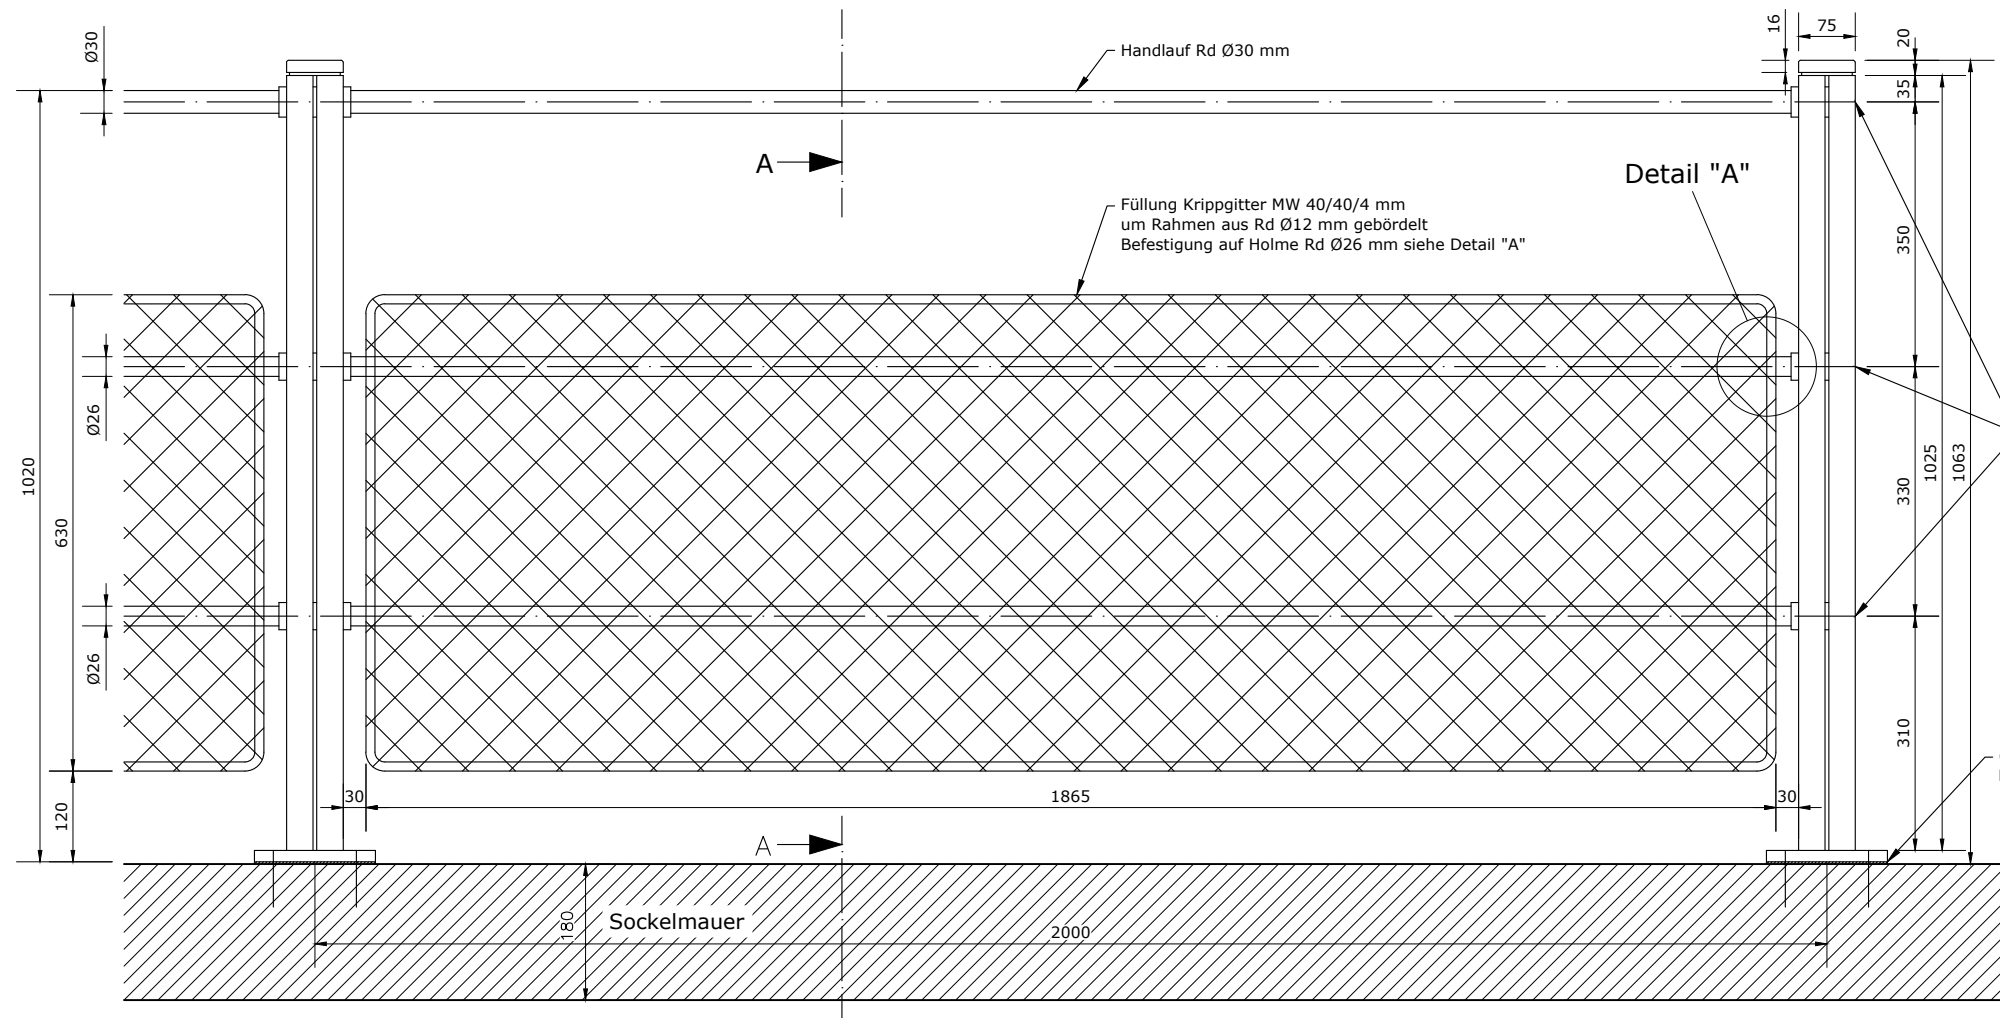 Ø30
Handlauf Rd Ø30 mm
16
75
20
35
A
Detail "A"
Füllung Krippgitter MW 40/40/4 mm
um Rahmen aus Rd Ø12 mm gebördelt
Befestigung auf Holme Rd Ø26 mm siehe Detail "A"
350
Ø26
1020
630
330
1025
1063
Ø26
310
120
30
1865
30
A
180
Sockelmauer
2000